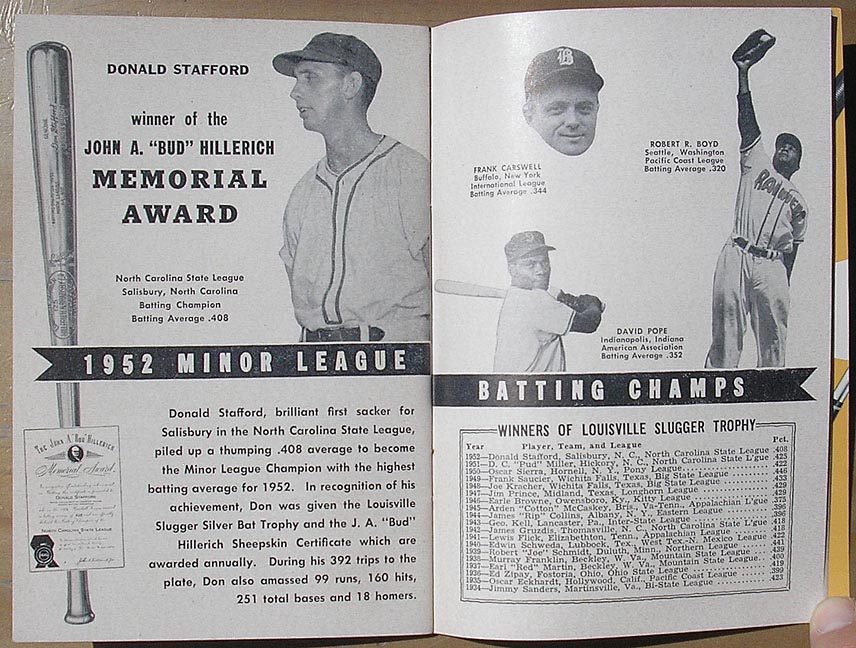 DONALD STAFFORD
winner of the
JOHN A. "BUD" HILLERICH
MEMORIAL
AWARD
North Carolina State League
Salisbury, North Carolina
Batting Champion
Batting Average .408
1952 MINOR LEAGUE
The John A. "Bud" Hillerich
Memorial Award
DONALD STAFFORD
NORTH CAROLINA STATE LEAGUE
Donald Stafford, brilliant first sacker for
Salisbury in the North Carolina State League,
piled up a thumping .408 average to become
the Minor League Champion with the highest
batting average for 1952. In recognition of his
achievement, Don was given the Louisville
Slugger Silver Bat Trophy and the J. A. "Bud"
Hillerich Sheepskin Certificate which are
awarded annually. During his 392 trips to the
plate, Don also amassed 99 runs, 160 hits,
251 total bases and 18 homers.
B
FRANK CARSWELL
Buffalo, New York
International League
Batting Average .344
ROBERT R. BOYD
Seattle, Washington
Pacific Coast League
Batting Average .320
RAINIERS
DAVID POPE
Indianapolis, Indiana
American Association
Batting Average .352
BATTING CHAMPS
WINNERS OF LOUISVILLE SLUGGER TROPHY
Year Player, Team, and League Pct.
1952—Donald Stafford, Salisbury, N. C., North Carolina L'gue .408
1951—D. C. "Pud" Miller, Hickory, N. C., North Carolina State L'gue .425
1950—Oscar Sierra, Hornell, N. Y., Pony League .422
1949—Frank Saucier, Wichita Falls, Texas, Big State League .446
1948—Joe Kracher, Wichita Falls, Texas, Big State League .433
1947—Jim Prince, Midland, Texas, Longhorn League .429
1946—Earle Browne, Owensboro, Ky., Kitty League .429
1945—Arden "Cotton" McCaskey, Bris., Va-Tenn., Appalachian L'gue .375
1944—James "Rip" Collins, Albany, N. Y., Eastern League .396
1943—Geo. Kell, Lancaster, Pa., Inter-State League .396
1942—James Gruzdis, Thomasville, N. C. North Carolina State L'gue .418
1941—Lewis Flick, Elizabethton, Tenn., Appalachian League .418
1940—Edwin Schweda, Lubbock, Tex., West Tex.-N. Mexico League .422
1939—Robert "Joe" Schmidt, Duluth, Minn., Northern League .441
1938—Murray Franklin, Beckley, W. Va., Mountain State League .439
1937—Earl "Red" Martin, Beckley, W. Va., Mountain State League .400
1936—Ed Zipay, Fostoria, Ohio, Ohio State League .419
1935—Oscar Eckhardt, Hollywood, Calif., Pacific Coast League .399
1934—Jimmy Sanders, Martinsville, Va., Bi-State League .423